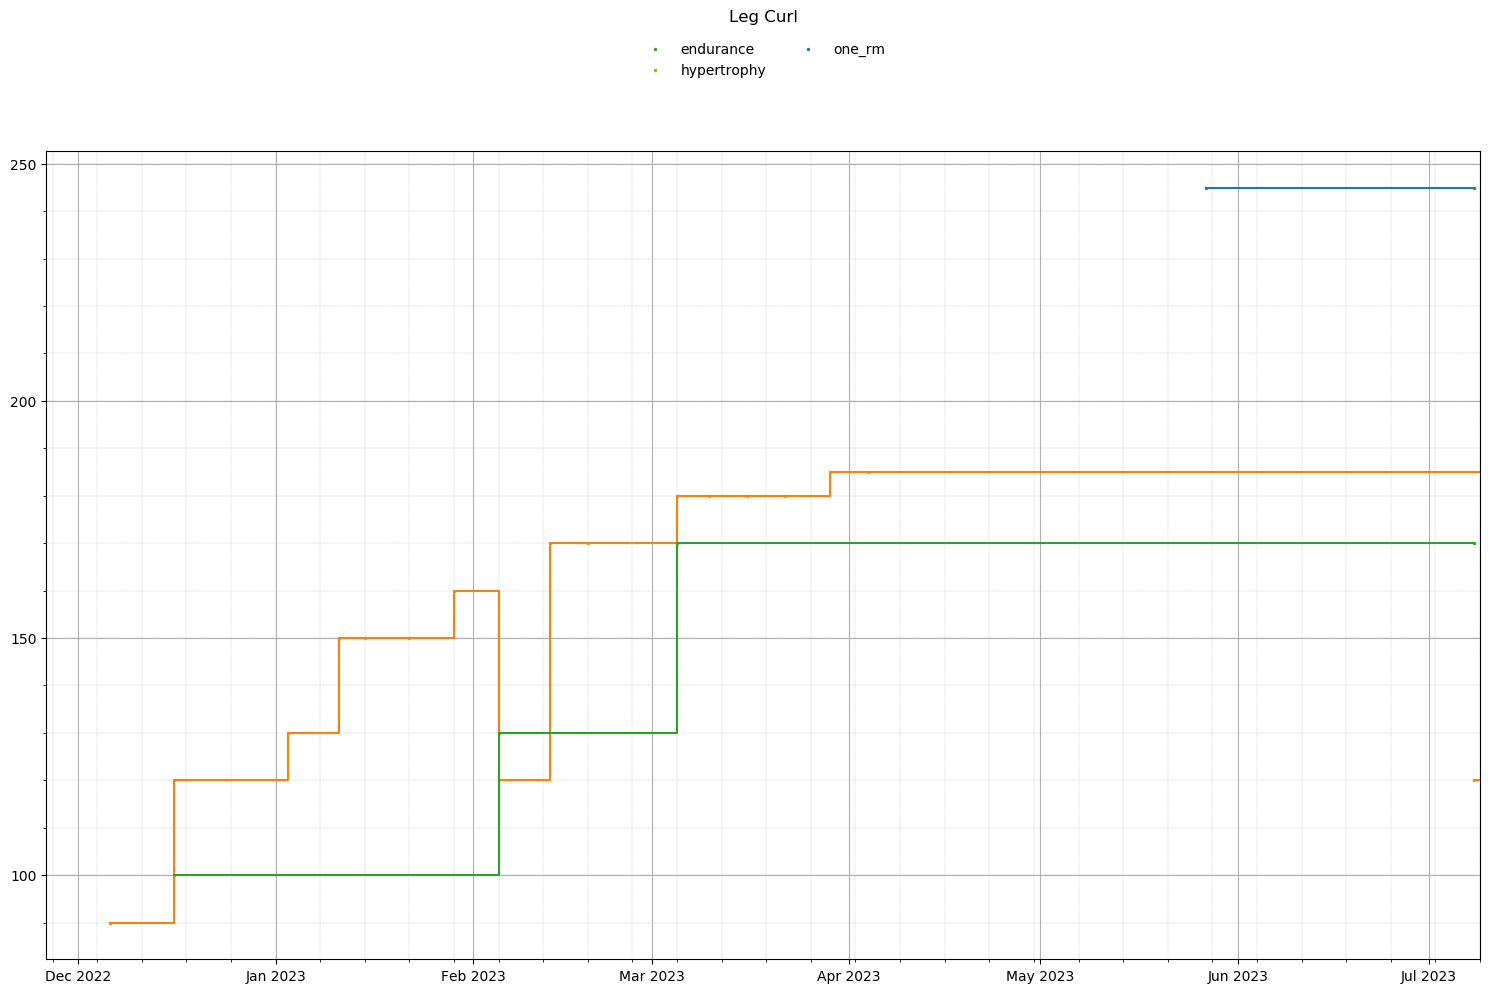 Leg Curl
endurance
one_rm
hypertrophy
250
200
150
100
Dec 2022
Jan 2023
Feb 2023
Mar 2023
Apr 2023
May 2023
Jun 2023
Jul 2023